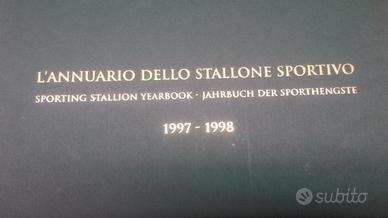 L'ANNUARIO DELLO STALLONE SPORTIVO
SPORTING STALLION YEARBOOK - JAHRBUCH DER SPORTHENGSTE
1997 - 1998
subito